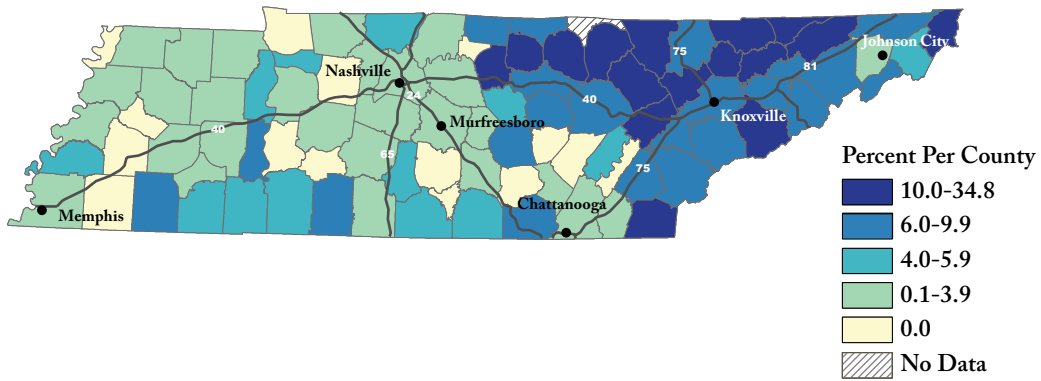 75
Johnson City
Nashville
81
24
40
Murfreesboro
Knoxville
40
65
75
Percent Per County
10.0-34.8
Chattanooga
Memphis
6.0-9.9
4.0-5.9
0.1-3.9
0.0
No Data